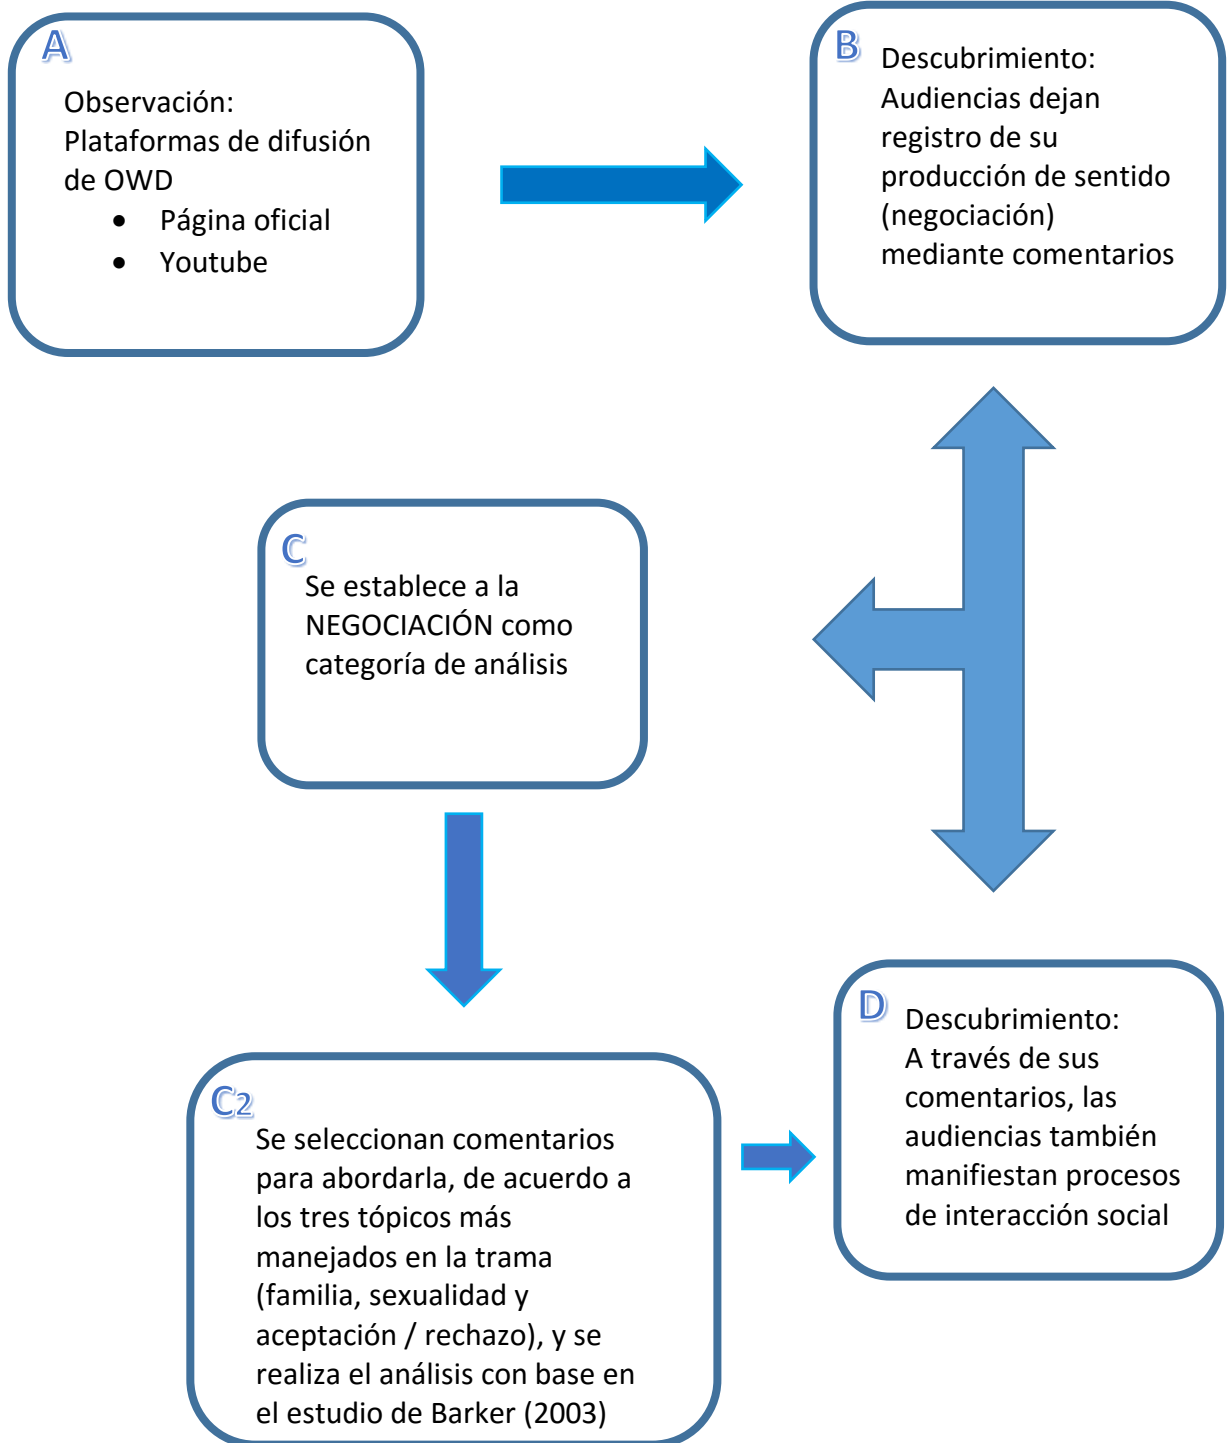 A
Observación:
Plataformas de difusión
de OWD
• Página oficial
• Youtube
B
Descubrimiento:
Audiencias dejan
registro de su
producción de sentido
(negociación)
mediante comentarios
C
Se establece a la
NEGOCIACIÓN como
categoría de análisis
C2
Se seleccionan comentarios
para abordarla, de acuerdo a
los tres tópicos más
manejados en la trama
(familia, sexualidad y
aceptación / rechazo), y se
realiza el análisis con base en
el estudio de Barker (2003)
D
Descubrimiento:
A través de sus
comentarios, las
audiencias también
manifiestan procesos
de interacción social